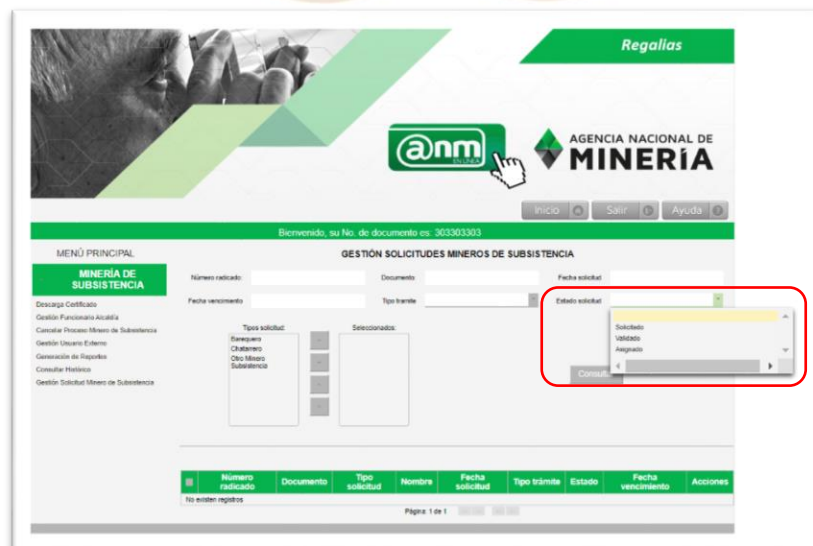 Regalías
@nm
EN LÍNEA
AGENCIA NACIONAL DE
MINERÍA
Inicio Salir Ayuda
Bienvenido, su No. de documento es: 303303303
MENÚ PRINCIPAL
GESTIÓN SOLICITUDES MINEROS DE SUBSISTENCIA
MINERÍA DE
SUBSISTENCIA
Número radicado: Documento: Fecha solicitud:
Fecha vencimiento: Tipo tramite: Estado solicitud:
Descarga Certificado
Gestión Funcionario Alcaldía
Cancelar Proceso Minero de Subsistencia
Gestión Usuario Externo
Generación de Reportes
Consultar Histórico
Gestión Solicitud Minero de Subsistencia
Tipos solicitud: Seleccionados:
Barequero
Chatarrero
Otro Minero
Subsistencia
Solicitado
Validado
Asignado
Número radicado Documento Tipo solicitud Nombre Fecha solicitud Tipo trámite Estado Fecha vencimiento Acciones
No existen registros
Página: 1 de 1